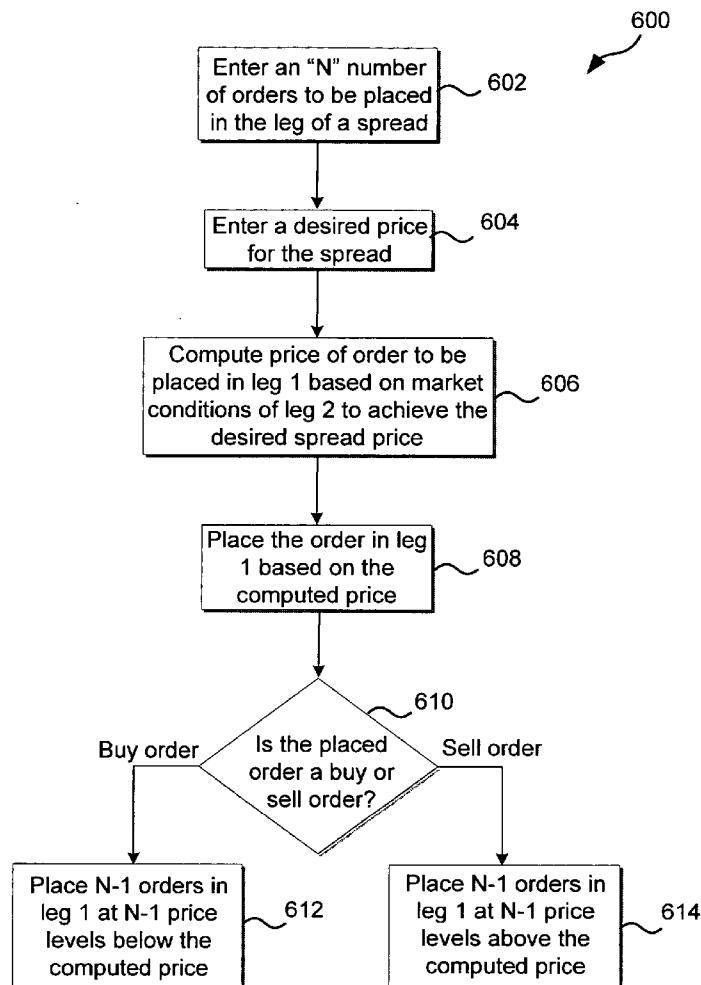 600
Enter an “N” number
of orders to be placed
in the leg of a spread
602
Enter a desired price
for the spread
604
Compute price of order to be
placed in leg 1 based on market
conditions of leg 2 to achieve the
desired spread price
606
Place the order in leg
1 based on the
computed price
608
610
Is the placed
order a buy or
sell order?
Buy order
Sell order
Place N-1 orders in
leg 1 at N-1 price
levels below the
computed price
612
Place N-1 orders in
leg 1 at N-1 price
levels above the
computed price
614